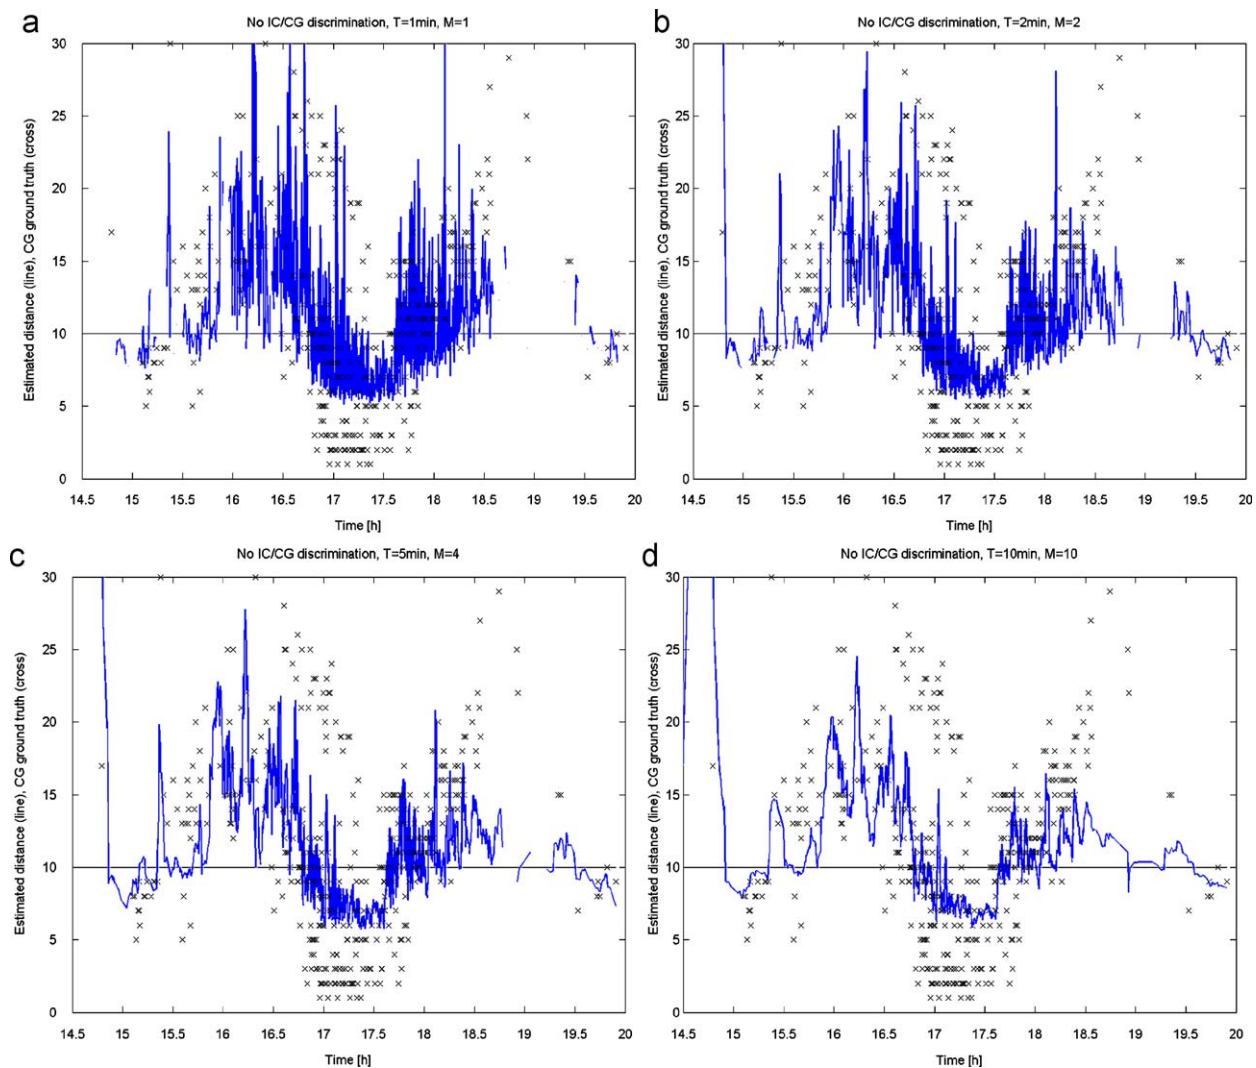 a
No IC/CG discrimination, T=1min, M=1
Estimated distance (line), CG ground truth (cross)
30
25
20
15
10
5
0
14.5 15 15.5 16 16.5 17 17.5 18 18.5 19 19.5 20
Time [h]
b
No IC/CG discrimination, T=2min, M=2
Estimated distance (line), CG ground truth (cross)
30
25
20
15
10
5
0
14.5 15 15.5 16 16.5 17 17.5 18 18.5 19 19.5 20
Time [h]
c
No IC/CG discrimination, T=5min, M=4
Estimated distance (line), CG ground truth (cross)
30
25
20
15
10
5
0
14.5 15 15.5 16 16.5 17 17.5 18 18.5 19 19.5 20
Time [h]
d
No IC/CG discrimination, T=10min, M=10
Estimated distance (line), CG ground truth (cross)
30
25
20
15
10
5
0
14.5 15 15.5 16 16.5 17 17.5 18 18.5 19 19.5 20
Time [h]